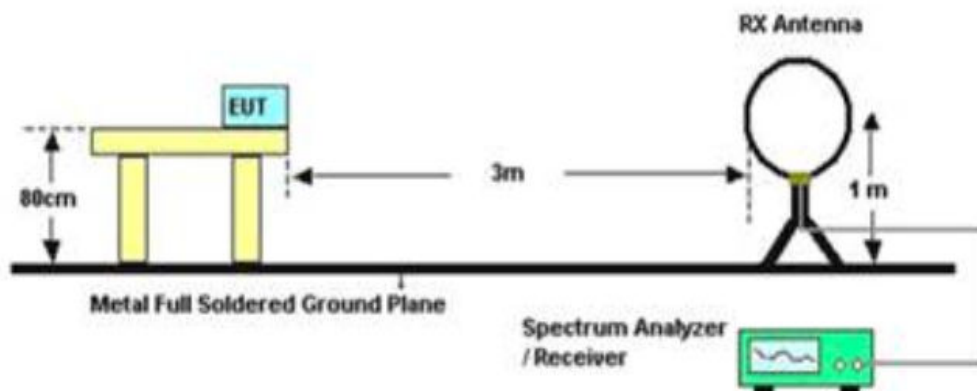 RX Antenna
EUT
3m
80cm
1 m
Metal Full Soldered Ground Plane
Spectrum Analyzer
/ Receiver